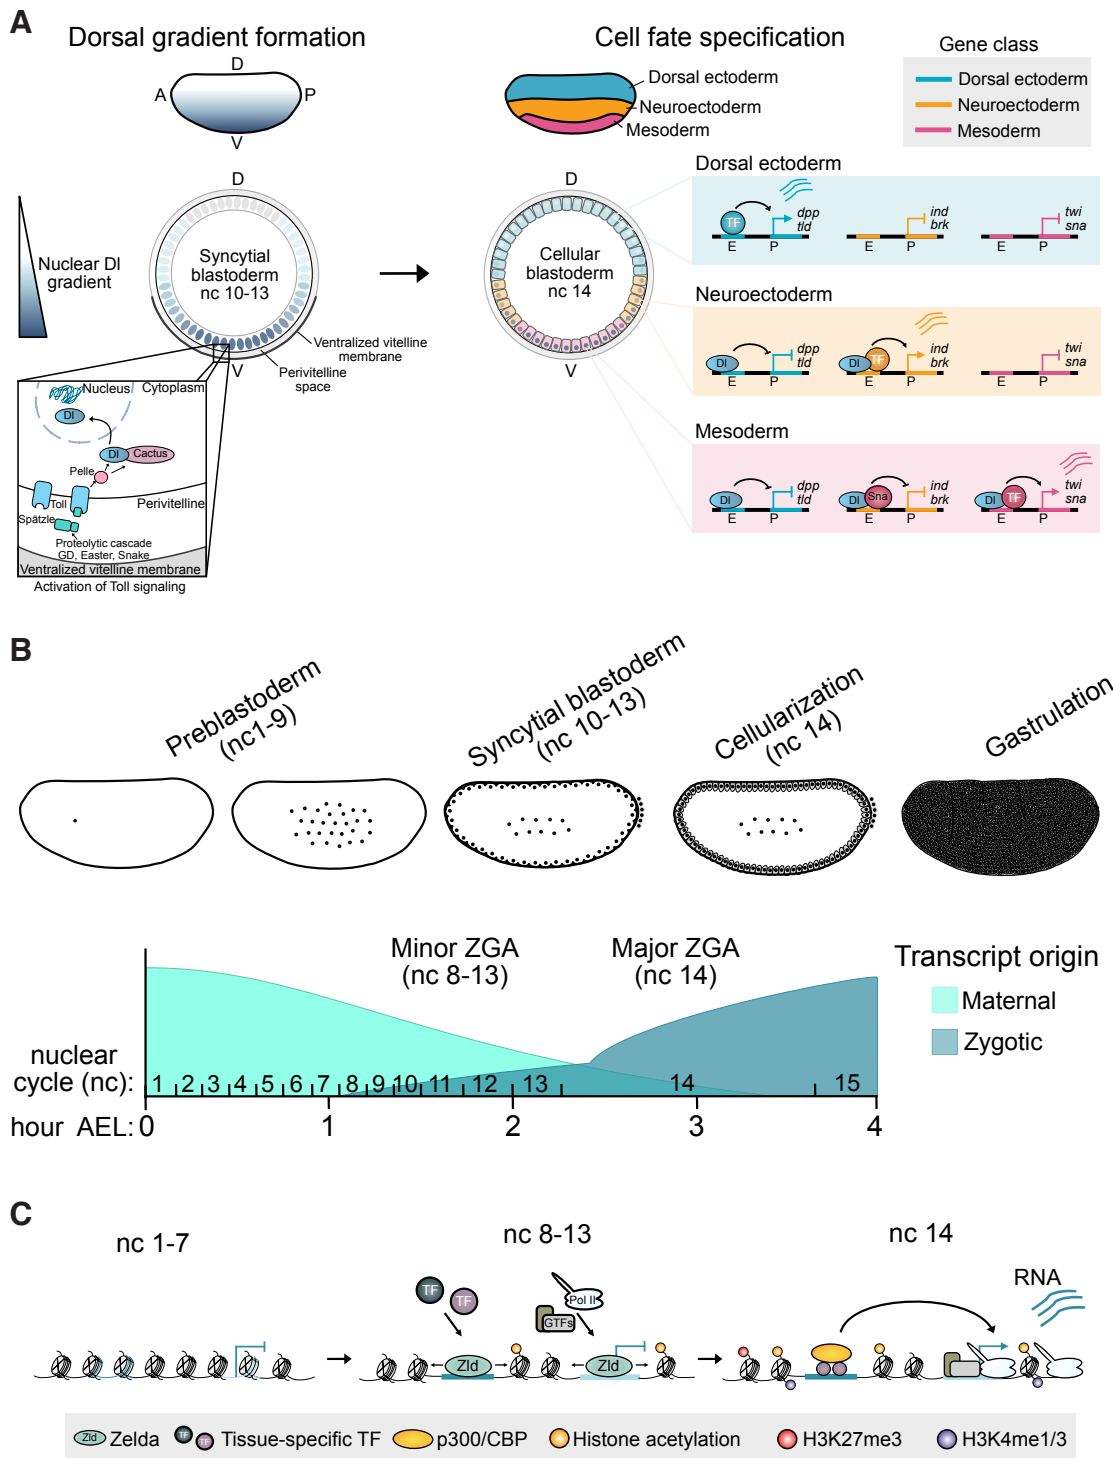 A
Dorsal gradient formation
D
A
P
V
Nuclear Dl
gradient
D
Syncytial
blastoderm
nc 10-13
V
Ventralized vitelline
membrane
Perivitelline
space
Nucleus
Cytoplasm
Dl
Dl
Cactus
Pelle
Toll
Perivitelline
Spätzle
Proteolytic cascade
GD, Easter, Snake
Ventralized vitelline membrane
Activation of Toll signaling
Cell fate specification
Dorsal ectoderm
Neuroectoderm
Mesoderm
Gene class
Dorsal ectoderm
Neuroectoderm
Mesoderm
D
Cellular
blastoderm
nc 14
V
Dorsal ectoderm
TF
E
P
dpp
tld
E
P
ind
brk
E
P
twi
sna
Neuroectoderm
Dl
E
P
dpp
tld
Dl
TF
E
P
ind
brk
E
P
twi
sna
Mesoderm
Dl
E
P
dpp
tld
Dl
Sna
E
P
ind
brk
Dl
TF
E
P
twi
sna
B
Preblastoderm
(nc1-9)
Syncytial blastoderm
(nc 10-13)
Cellularization
(nc 14)
Gastrulation
Minor ZGA
(nc 8-13)
Major ZGA
(nc 14)
Transcript origin
Maternal
Zygotic
nuclear
cycle (nc):
1 2 3 4 5 6 7 8 9 10 11 12 13 14 15
hour AEL: 0 1 2 3 4
C
nc 1-7
nc 8-13
TF
TF
Pol II
GTFs
Zld
Zld
nc 14
RNA
Zld Zelda
TF TF Tissue-specific TF
p300/CBP
Histone acetylation
H3K27me3
H3K4me1/3